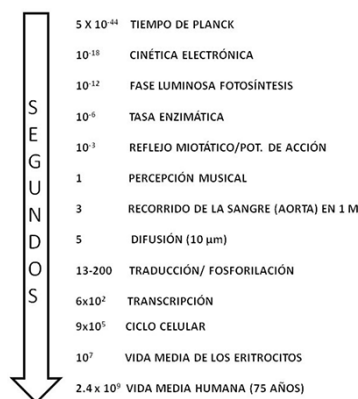 SEGUNDOS
5 X 10⁻⁴⁴ TIEMPO DE PLANCK
10⁻¹⁸ CINÉTICA ELECTRÓNICA
10⁻¹² FASE LUMINOSA FOTOSÍNTESIS
10⁻⁶ TASA ENZIMÁTICA
10⁻³ REFLEJO MIOTÁTICO/POT. DE ACCIÓN
1 PERCEPCIÓN MUSICAL
3 RECORRIDO DE LA SANGRE (AORTA) EN 1 M
5 DIFUSIÓN (10 µm)
13-200 TRADUCCIÓN/ FOSFORILACIÓN
6x10² TRANSCRIPCIÓN
9x10⁵ CICLO CELULAR
10⁷ VIDA MEDIA DE LOS ERITROCITOS
2.4 x 10⁹ VIDA MEDIA HUMANA (75 AÑOS)